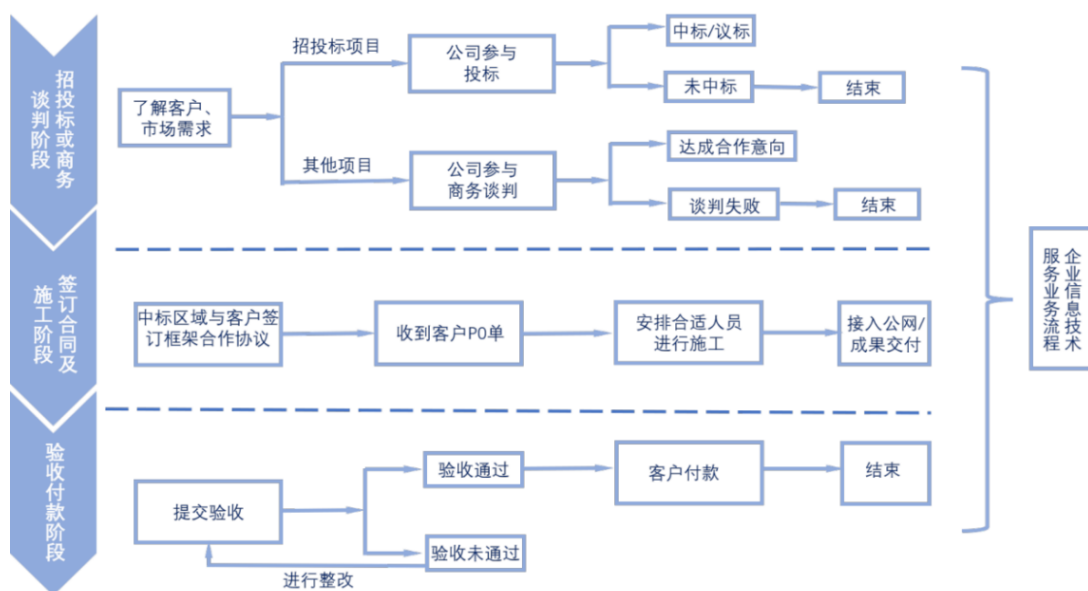 招投标或商务
谈判阶段
了解客户、
市场需求
招投标项目
公司参与
投标
中标/议标
未中标
结束
其他项目
公司参与
商务谈判
达成合作意向
谈判失败
结束
签订合同及
施工阶段
中标区域与客户签
订框架合作协议
收到客户PO单
安排合适人员
进行施工
接入公网/
成果交付
验收付款阶段
提交验收
验收通过
客户付款
结束
验收未通过
进行整改
企业信息技术
服务业务流程